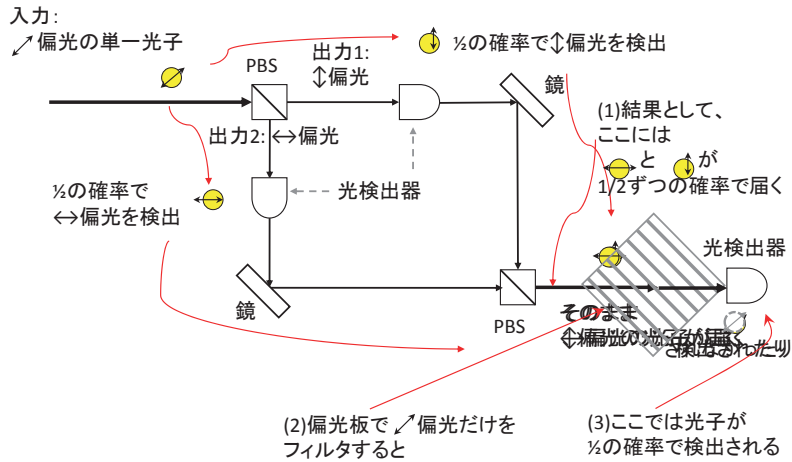 入力:
⤢偏光の単一光子
PBS
出力1:
↕偏光
½の確率で↕偏光を検出
鏡
出力2: ↔偏光
(1)結果として、
ここには
と が
1/2ずつの確率で届く
½の確率で
↔偏光を検出
光検出器
光検出器
鏡
PBS
そのまま
(2)偏光板で⤢偏光だけを
フィルタすると
(3)ここでは光子が
½の確率で検出される